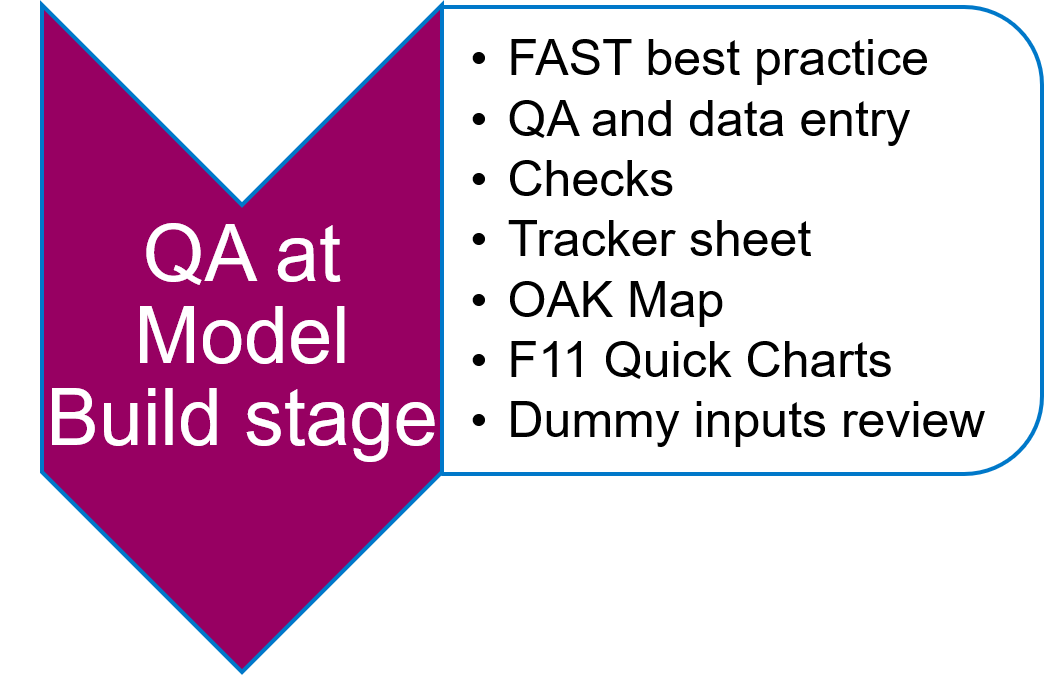 QA at
Model
Build stage
• FAST best practice
• QA and data entry
• Checks
• Tracker sheet
• OAK Map
• F11 Quick Charts
• Dummy inputs review